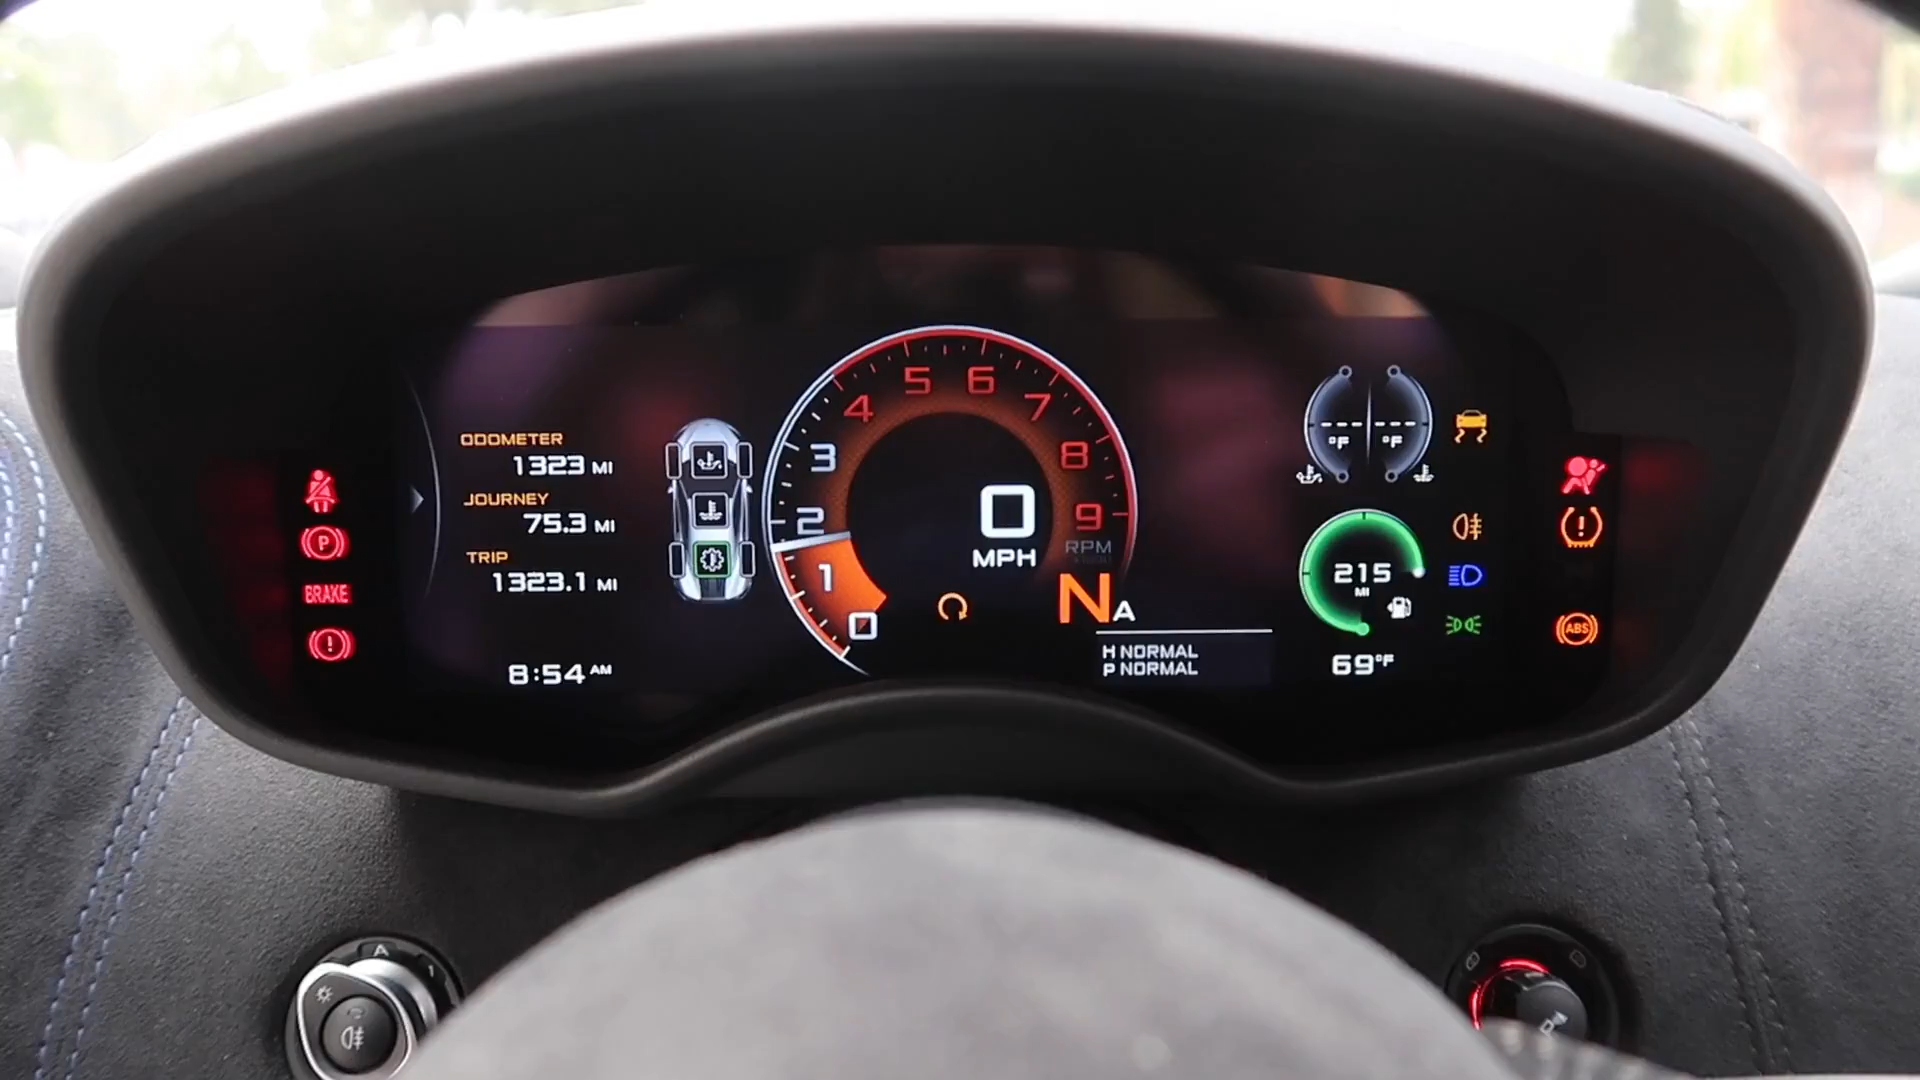 ODOMETER
1323 MI
JOURNEY
75.3 MI
TRIP
1323.1 MI
8:54 AM
P
BRAKE
!
0
1
2
3
4
5
6
7
8
9
RPM
0
MPH
N A
H NORMAL
P NORMAL
---
°F
---
°F
215
MI
69°F
!
ABS
A